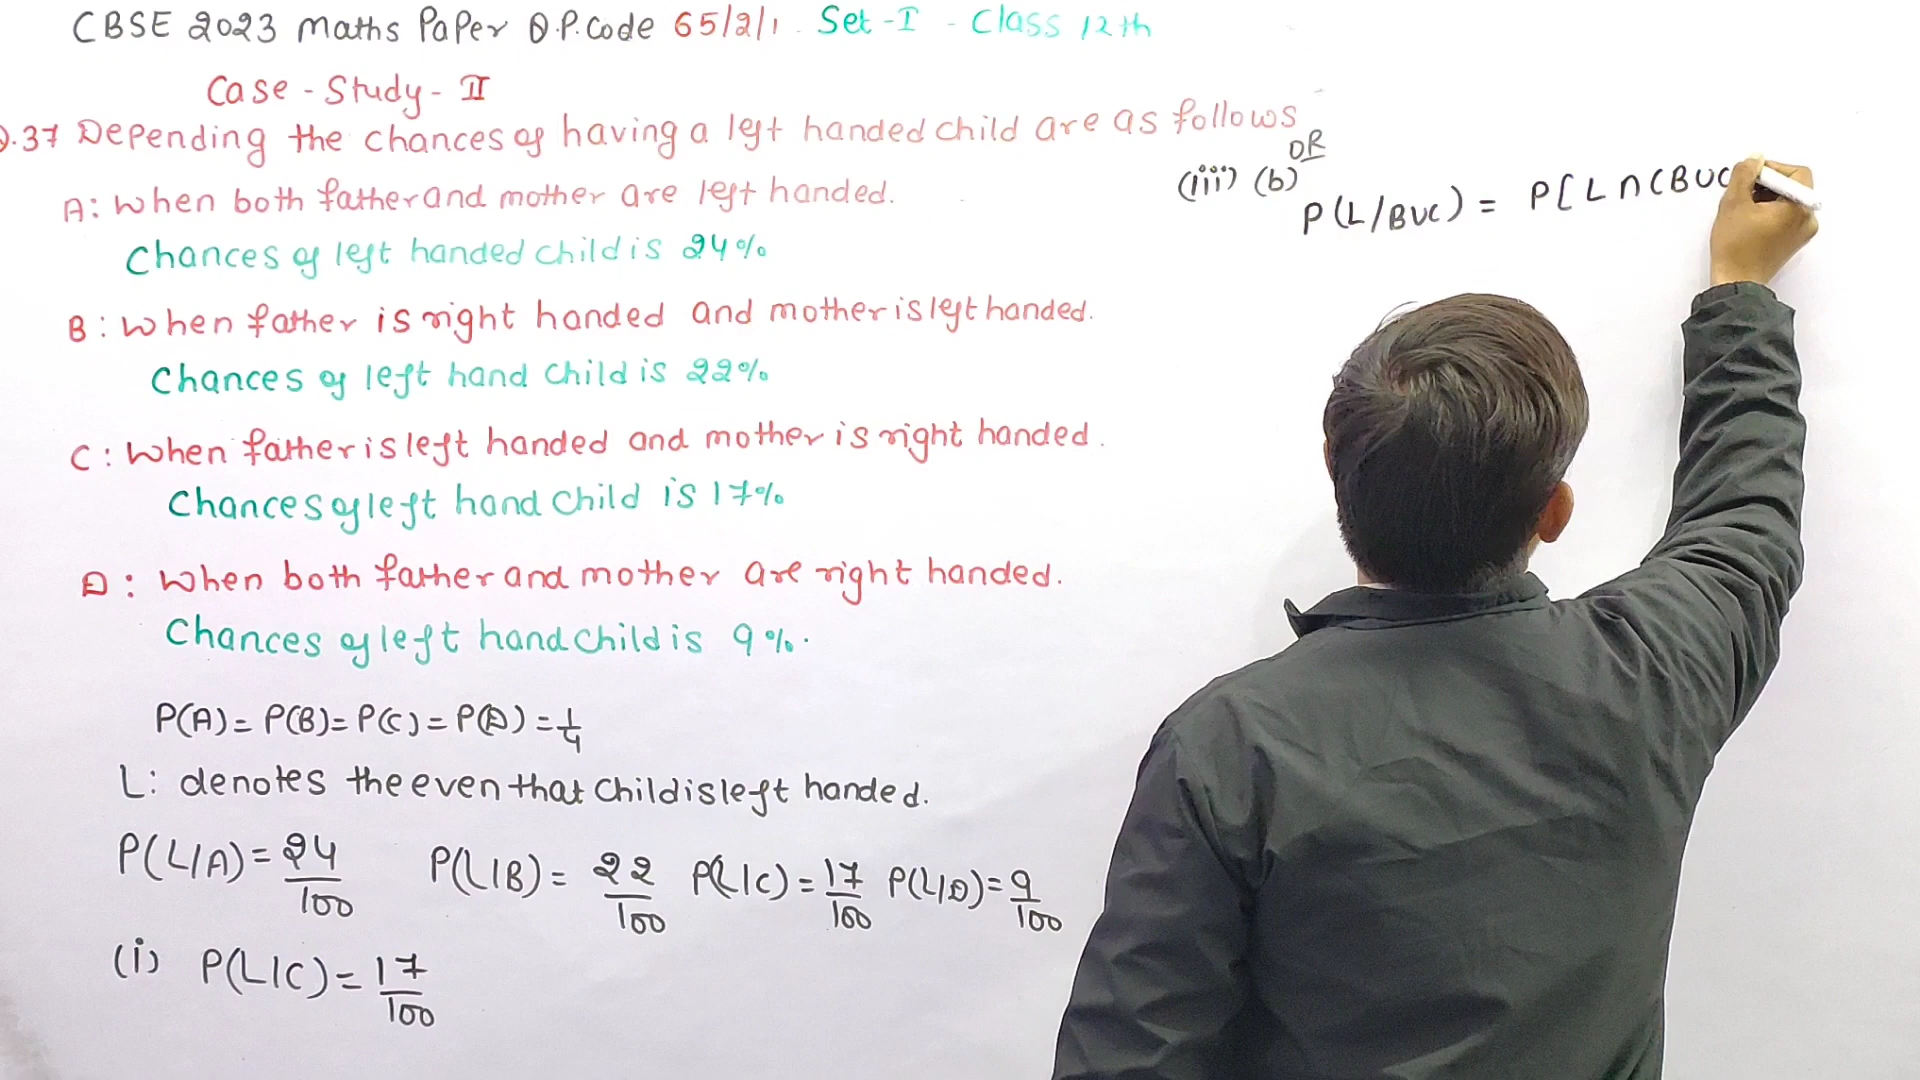 CBSE 2023 Maths Paper Q.P. Code 65/2/1. Set-I - Class 12th
Case - Study - II
Q.37 Depending the chances of having a left handed child are as follows
A: When both father and mother are left handed.
Chances of left handed child is 24%
B: When father is right handed and mother is left handed.
Chances of left hand child is 22%
C: When father is left handed and mother is right handed.
Chances of left hand child is 17%
D: When both father and mother are right handed.
Chances of left hand child is 9%.
P(A) = P(B) = P(C) = P(D) = 1/4
L: denotes the even that child is left handed.
P(L/A) = 24/100 P(L/B) = 22/100 P(L/C) = 17/100 P(L/D) = 9/100
(i) P(L/C) = 17/100
OR
(iii) (b) P(L/B∪C) = P[L∩(B∪C